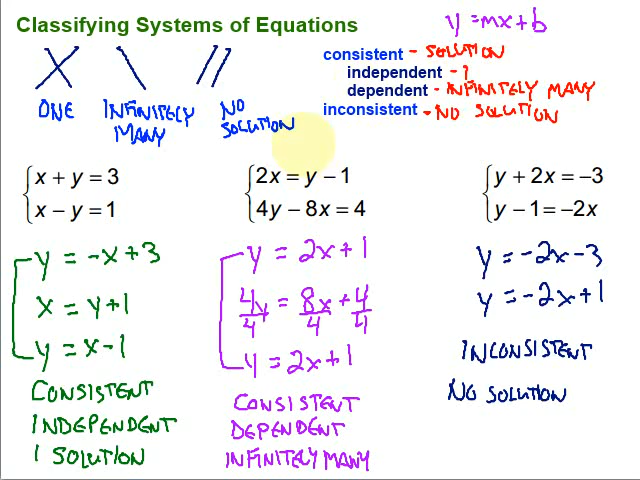 Classifying Systems of Equations
y = mx + b
ONE
INFINITELY
MANY
NO
SOLUTION
consistent - SOLUTION
independent - 1
dependent - INFINITELY MANY
inconsistent - NO SOLUTION
x + y = 3
x – y = 1
y = -x + 3
x = y + 1
y = x - 1
CONSISTENT
INDEPENDENT
1 SOLUTION
2x = y – 1
4y – 8x = 4
y = 2x + 1
4y/4 = 8x/4 + 4/4
y = 2x + 1
CONSISTENT
DEPENDENT
INFINITELY MANY
y + 2x = –3
y – 1 = –2x
y = -2x - 3
y = -2x + 1
INCONSISTENT
NO SOLUTION